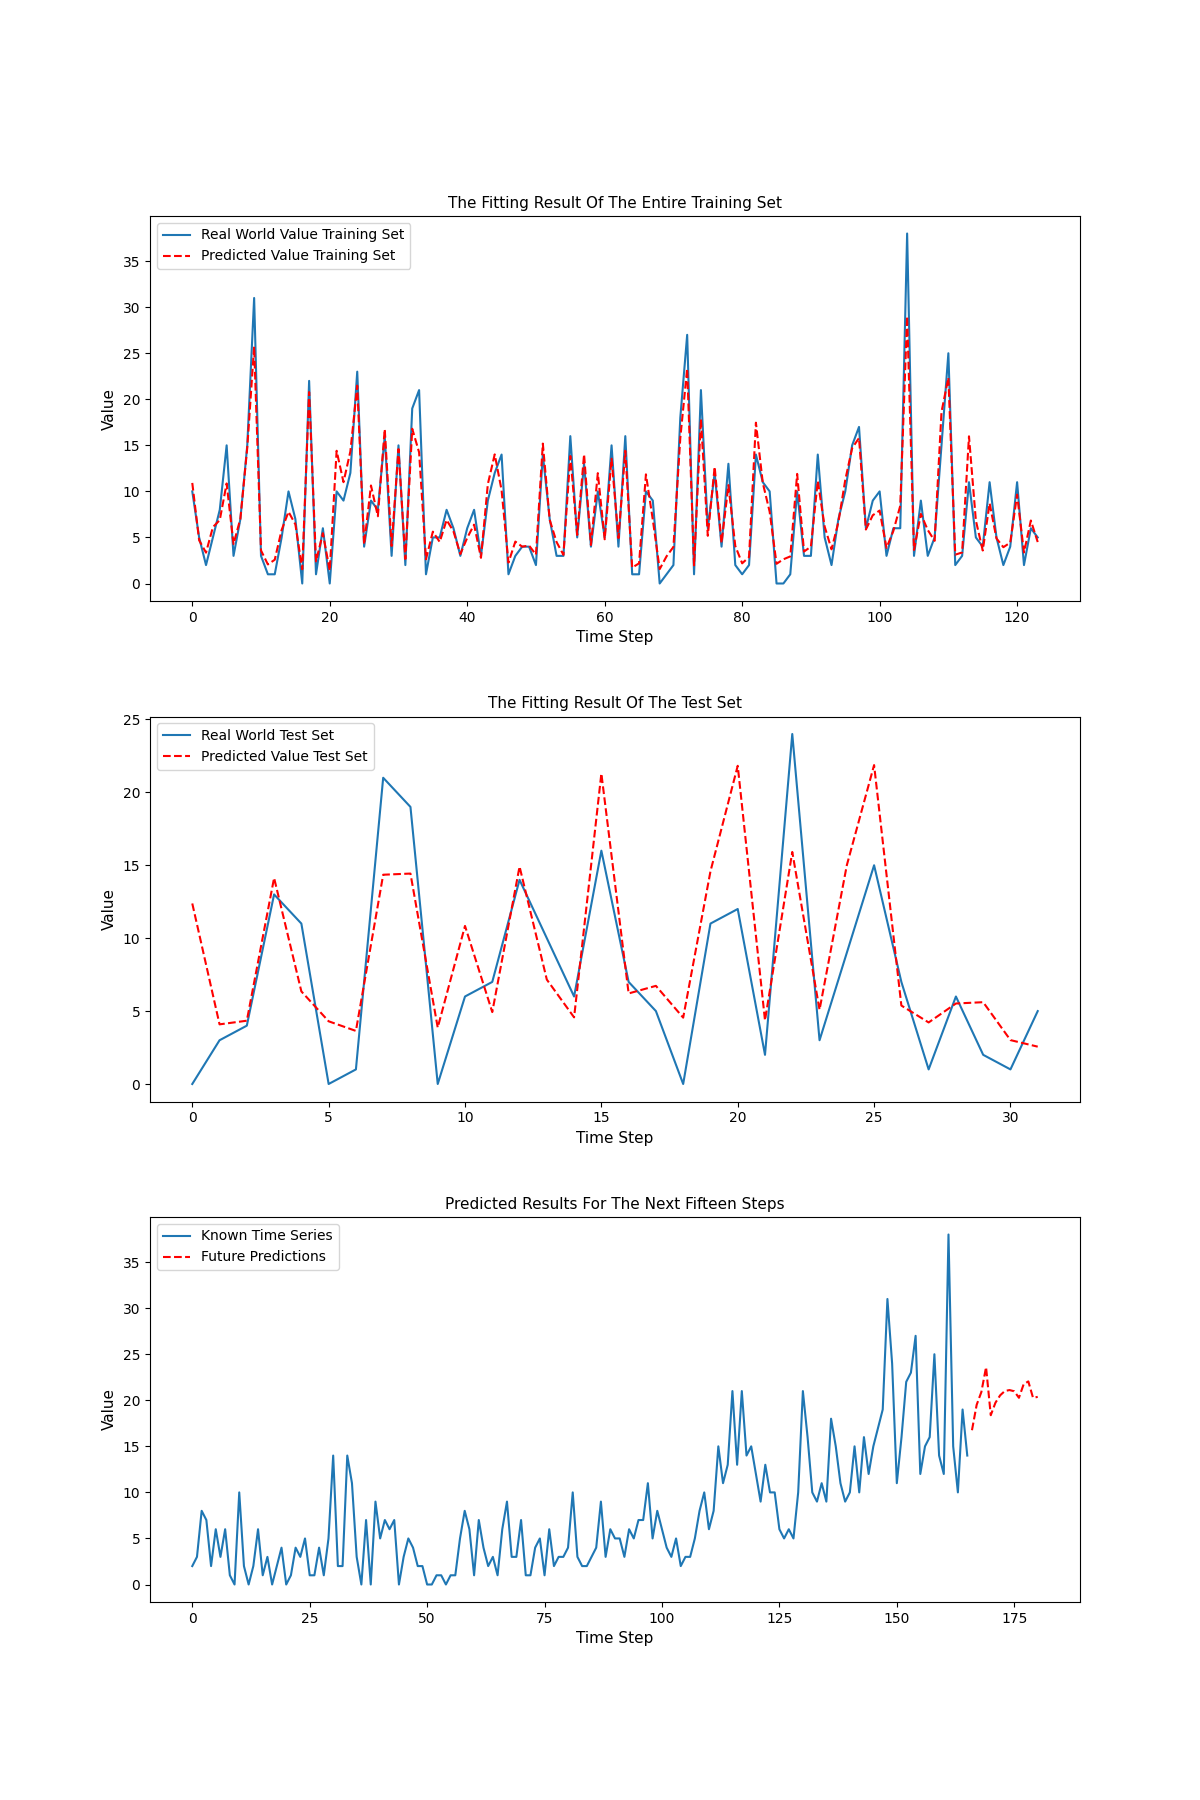 The Fitting Result Of The Entire Training Set
Real World Value Training Set
Predicted Value Training Set
35
30
25
20
15
10
5
0
Value
0 20 40 60 80 100 120
Time Step
The Fitting Result Of The Test Set
Real World Test Set
Predicted Value Test Set
25
20
15
10
5
0
Value
0 5 10 15 20 25 30
Time Step
Predicted Results For The Next Fifteen Steps
Known Time Series
Future Predictions
35
30
25
20
15
10
5
0
Value
0 25 50 75 100 125 150 175
Time Step